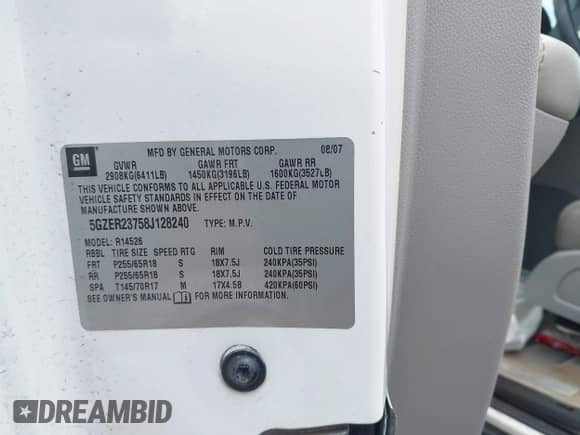 GM
MFD BY GENERAL MOTORS CORP. 08/07
GVWR GAWR FRT GAWR RR
2908KG(6411LB) 1450KG(3196LB) 1600KG(3527LB)
THIS VEHICLE CONFORMS TO ALL APPLICABLE U.S. FEDERAL MOTOR
VEHICLE SAFETY STANDARDS IN EFFECT ON THE DATE OF
MANUFACTURE SHOWN ABOVE.
5GZER23758J128240 TYPE: M.P.V.
MODEL: R14526
RBBL TIRE SIZE SPEED RTG RIM COLD TIRE PRESSURE
FRT P255/65R18 S 18X7.5J 240KPA(35PSI)
RR P255/65R18 S 18X7.5J 240KPA(35PSI)
SPA T145/70R17 M 17X4.5B 420KPA(60PSI)
SEE OWNER'S MANUAL FOR MORE INFORMATION.
DREAMBID